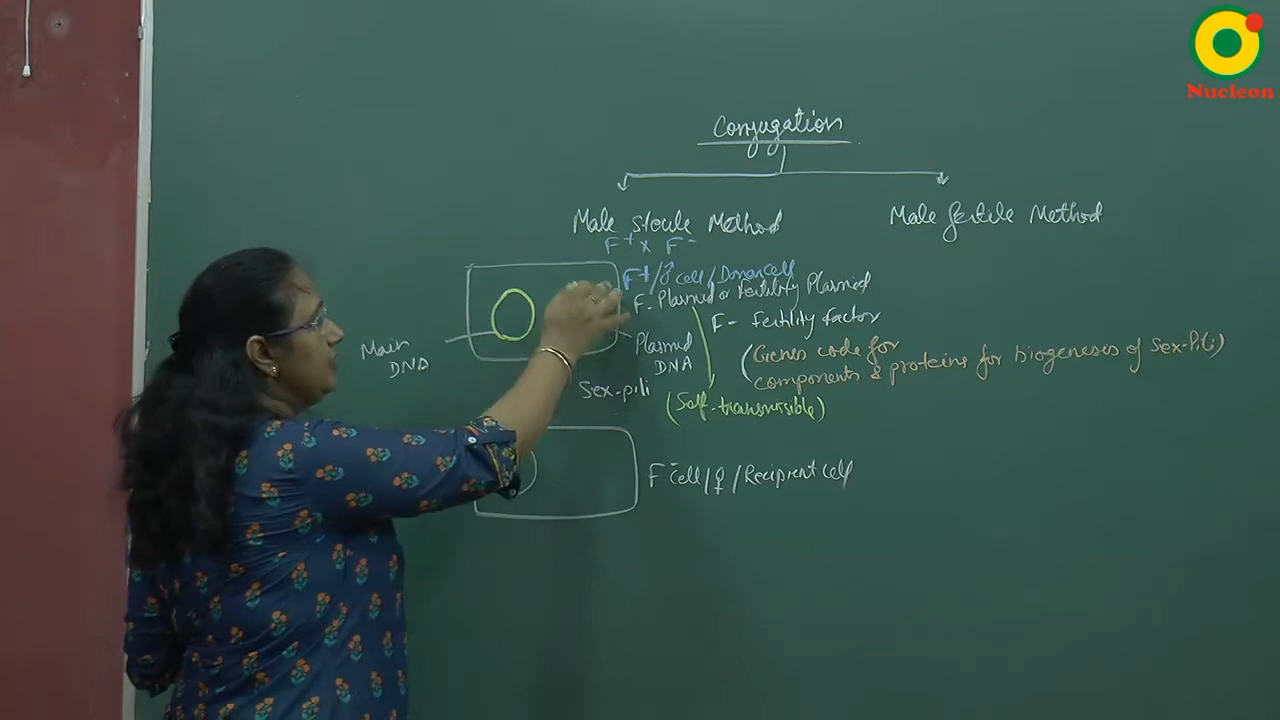 Nucleon
Conjugation
Male sterile Method
Male fertile Method
F+ x F-
F+/♂ cell/Donar cell
F- Plasmid or Fertility Plasmid
F- fertility factor
Main
DNA
Plasmid
DNA
(Genes code for
components & proteins for biogenesis of Sex-Pili)
Sex-pili
(Self-transmissible)
F- cell/♀/Recipient cell